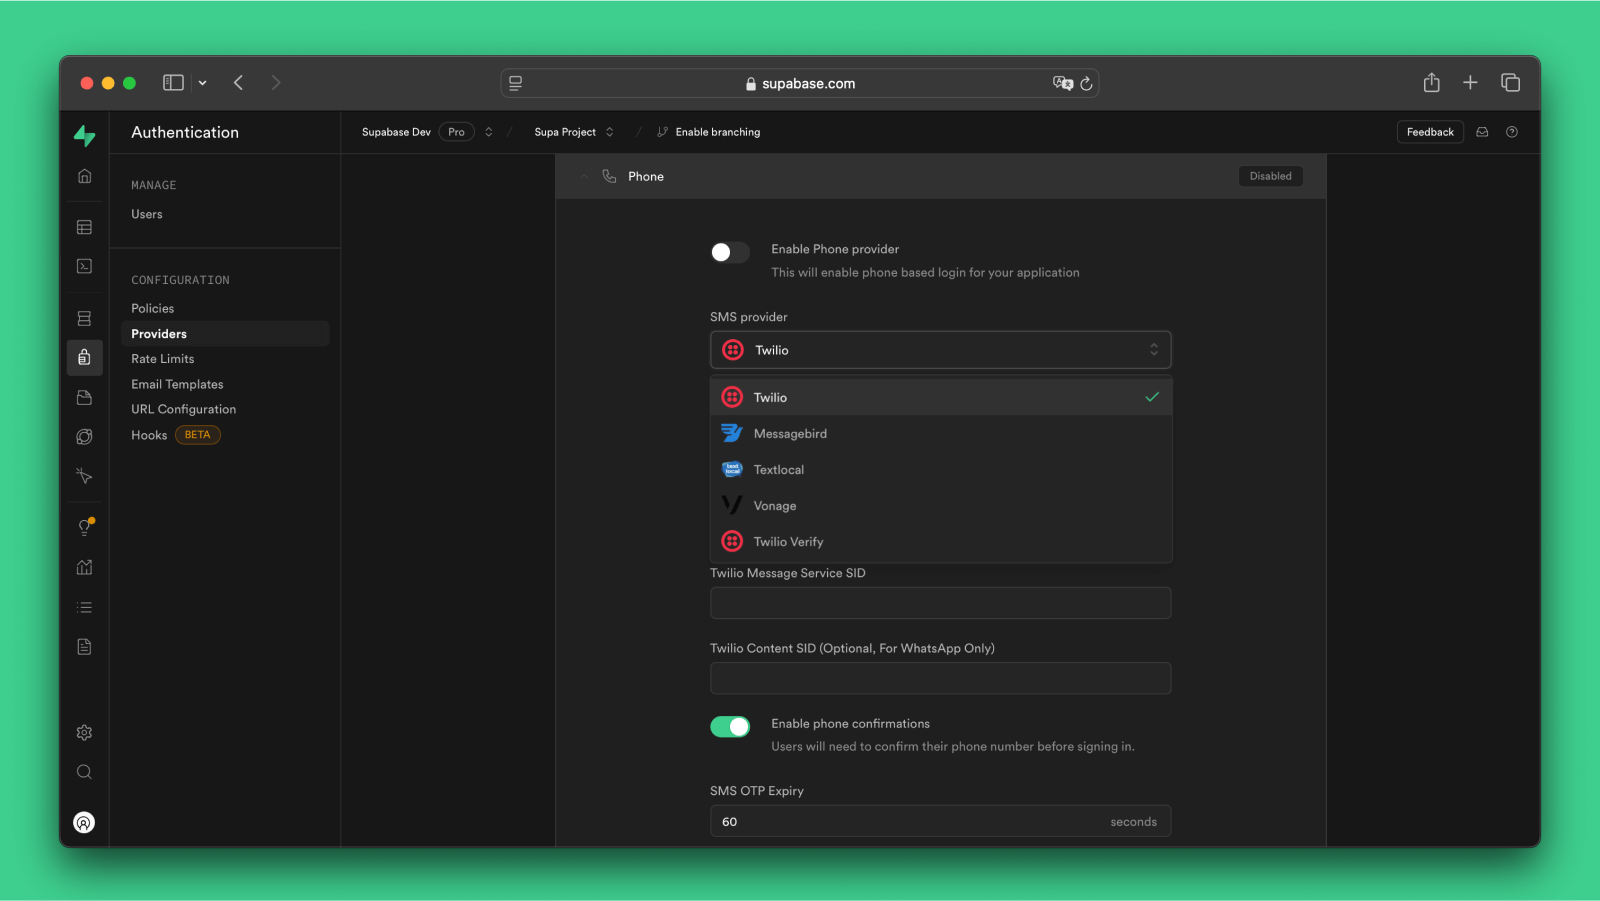 supabase.com
Authentication
Supabase Dev Pro / Supa Project / Enable branching
Feedback
MANAGE
Users
CONFIGURATION
Policies
Providers
Rate Limits
Email Templates
URL Configuration
Hooks BETA
Phone
Disabled
Enable Phone provider
This will enable phone based login for your application
SMS provider
Twilio
Twilio
Messagebird
text local Textlocal
Vonage
Twilio Verify
Twilio Message Service SID
Twilio Content SID (Optional, For WhatsApp Only)
Enable phone confirmations
Users will need to confirm their phone number before signing in.
SMS OTP Expiry
60 seconds